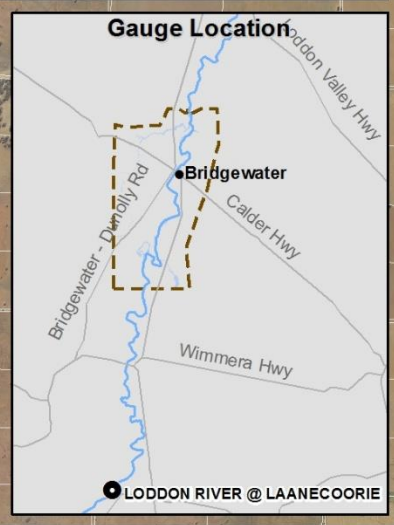 Gauge Location
Loddon Valley Hwy
Bridgewater
Bridgewater - Dunolly Rd
Calder Hwy
Wimmera Hwy
LODDON RIVER @ LAANECOORIE